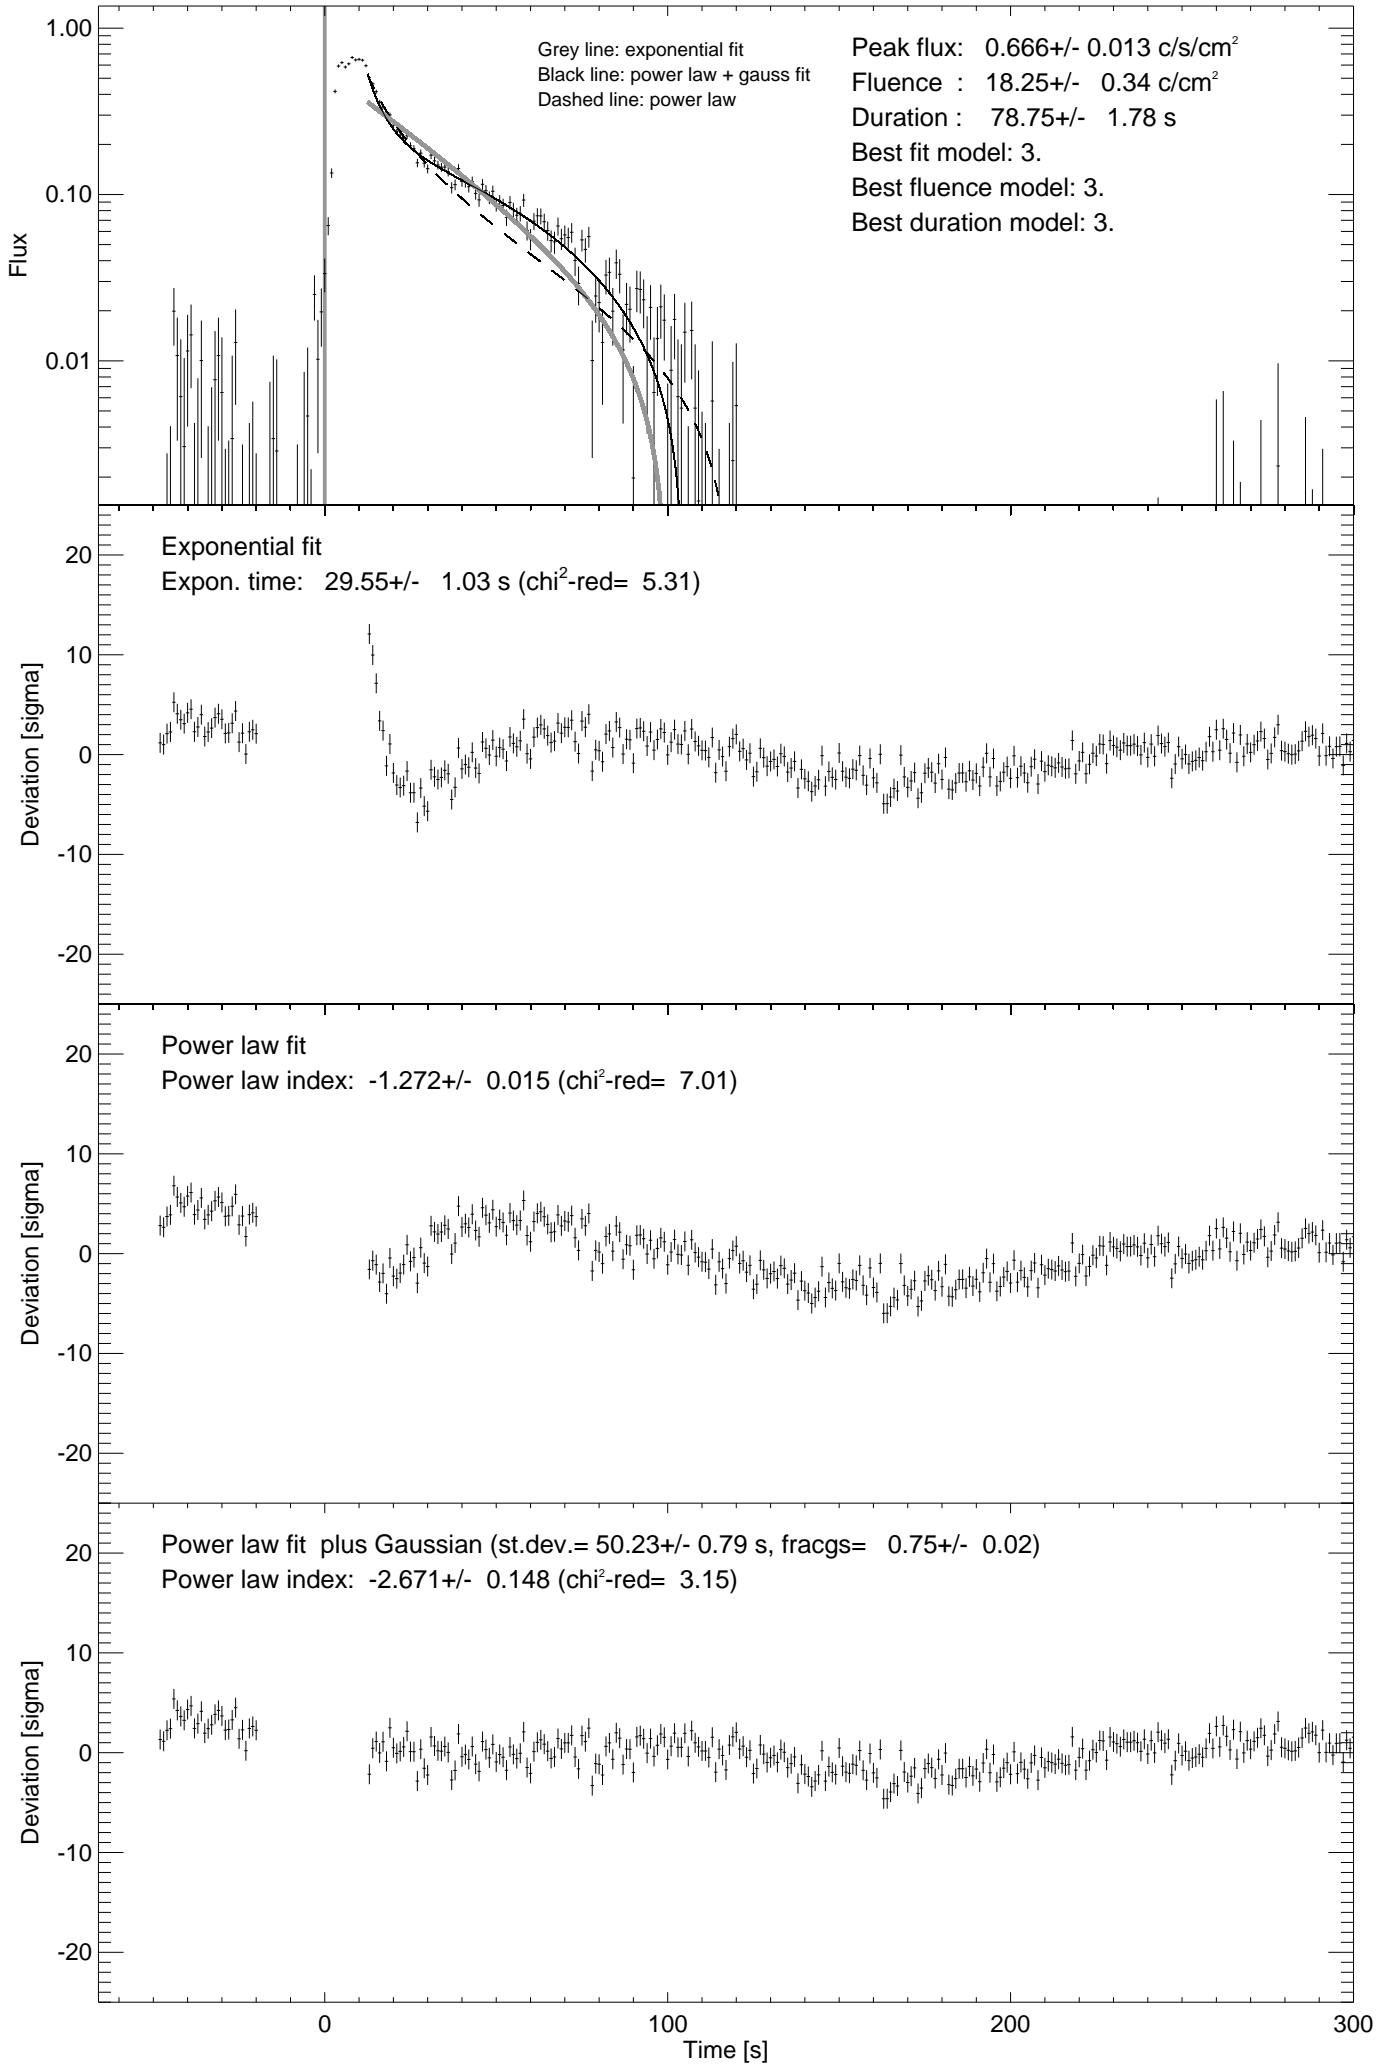 1.00
0.10
0.01
Flux
Grey line: exponential fit
Black line: power law + gauss fit
Dashed line: power law
Peak flux: 0.666+/- 0.013 c/s/cm²
Fluence : 18.25+/- 0.34 c/cm²
Duration : 78.75+/- 1.78 s
Best fit model: 3.
Best fluence model: 3.
Best duration model: 3.
20
10
0
-10
-20
Deviation [sigma]
Exponential fit
Expon. time: 29.55+/- 1.03 s (chi²-red= 5.31)
20
10
0
-10
-20
Deviation [sigma]
Power law fit
Power law index: -1.272+/- 0.015 (chi²-red= 7.01)
20
10
0
-10
-20
Deviation [sigma]
Power law fit plus Gaussian (st.dev.= 50.23+/- 0.79 s, fracgs= 0.75+/- 0.02)
Power law index: -2.671+/- 0.148 (chi²-red= 3.15)
0
100
200
300
Time [s]